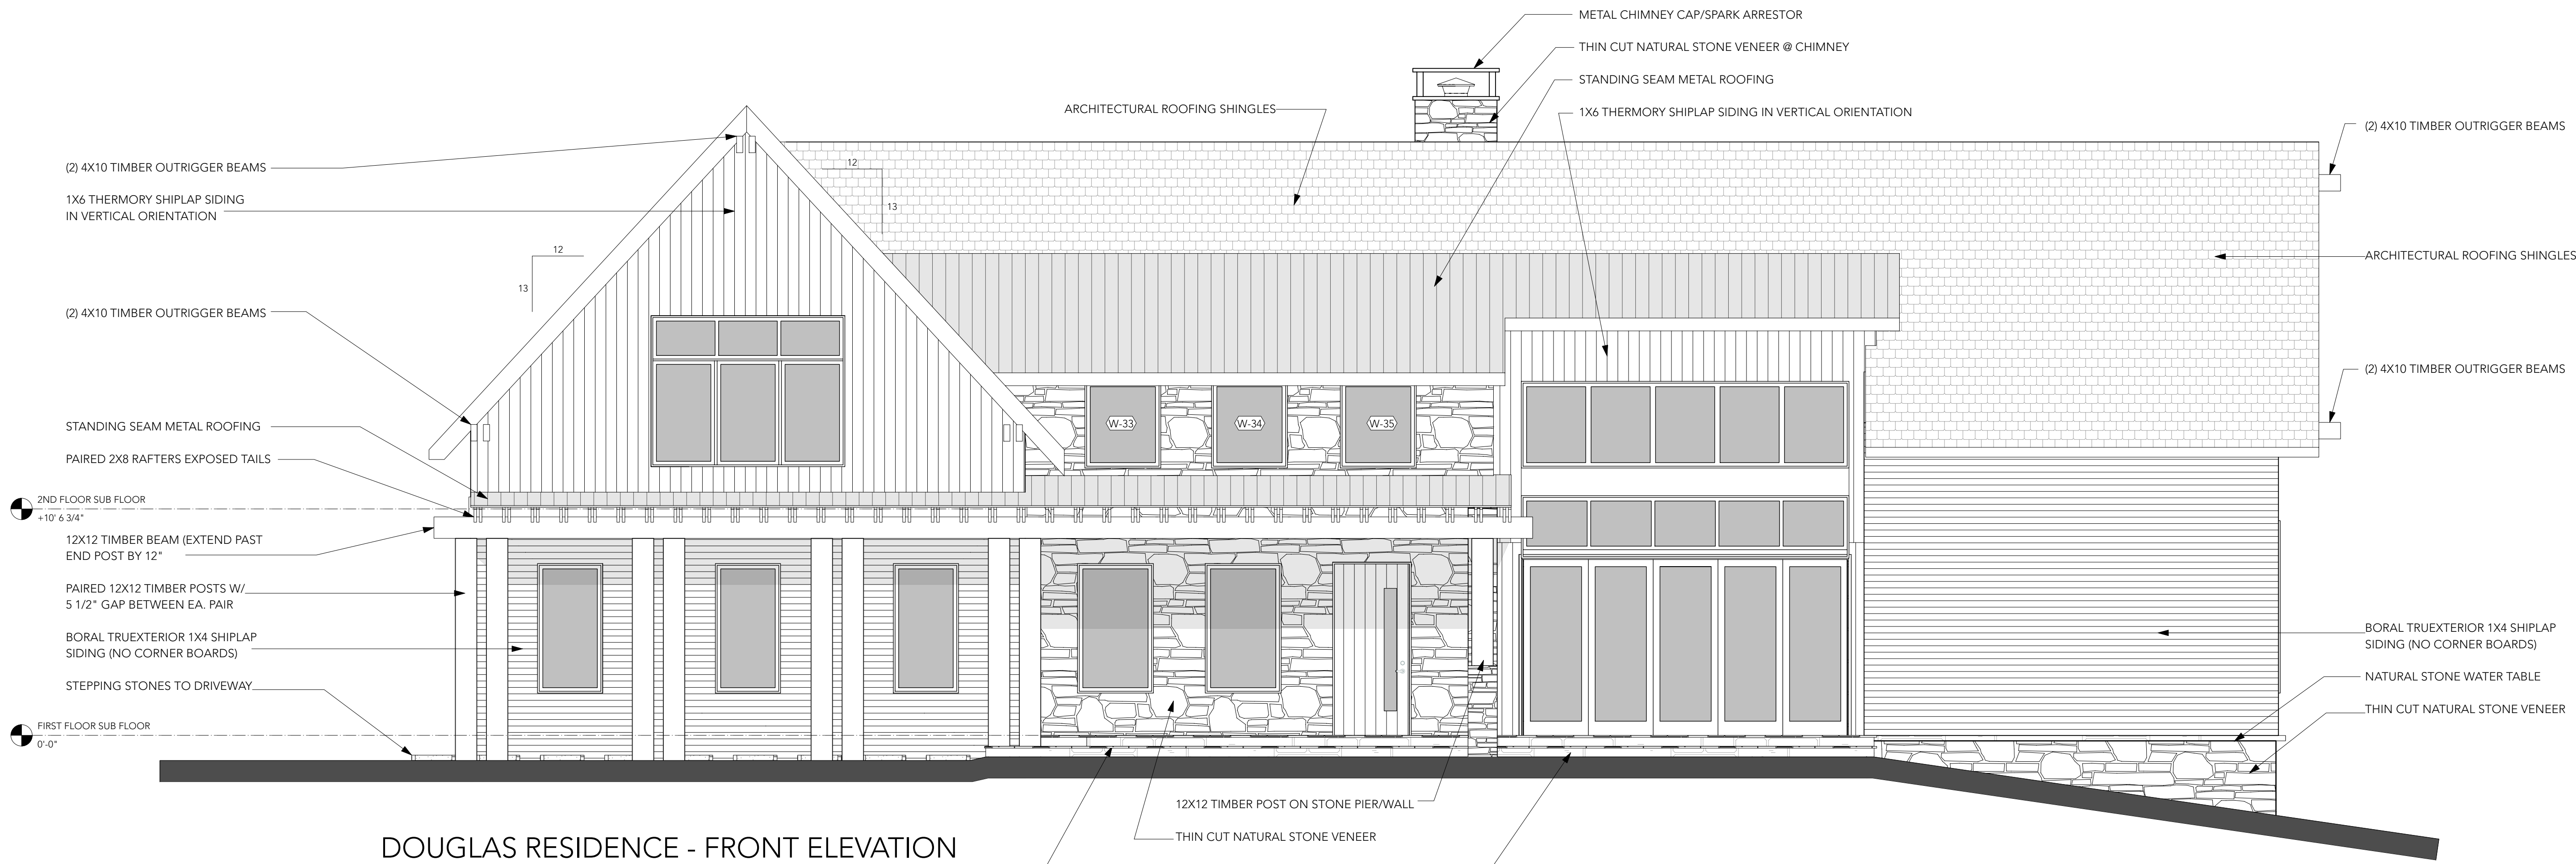 METAL CHIMNEY CAP/SPARK ARRESTOR
THIN CUT NATURAL STONE VENEER @ CHIMNEY
STANDING SEAM METAL ROOFING
ARCHITECTURAL ROOFING SHINGLES
1X6 THERMORY SHIPLAP SIDING IN VERTICAL ORIENTATION
(2) 4X10 TIMBER OUTRIGGER BEAMS
(2) 4X10 TIMBER OUTRIGGER BEAMS
12
13
1X6 THERMORY SHIPLAP SIDING
IN VERTICAL ORIENTATION
12
13
ARCHITECTURAL ROOFING SHINGLES
(2) 4X10 TIMBER OUTRIGGER BEAMS
(2) 4X10 TIMBER OUTRIGGER BEAMS
W-33
W-34
W-35
STANDING SEAM METAL ROOFING
PAIRED 2X8 RAFTERS EXPOSED TAILS
2ND FLOOR SUB FLOOR
+10' 6 3/4"
12X12 TIMBER BEAM (EXTEND PAST
END POST BY 12"
PAIRED 12X12 TIMBER POSTS W/
5 1/2" GAP BETWEEN EA. PAIR
BORAL TRUEXTERIOR 1X4 SHIPLAP
SIDING (NO CORNER BOARDS)
BORAL TRUEXTERIOR 1X4 SHIPLAP
SIDING (NO CORNER BOARDS)
STEPPING STONES TO DRIVEWAY
NATURAL STONE WATER TABLE
THIN CUT NATURAL STONE VENEER
FIRST FLOOR SUB FLOOR
0'-0"
12X12 TIMBER POST ON STONE PIER/WALL
THIN CUT NATURAL STONE VENEER
DOUGLAS RESIDENCE - FRONT ELEVATION